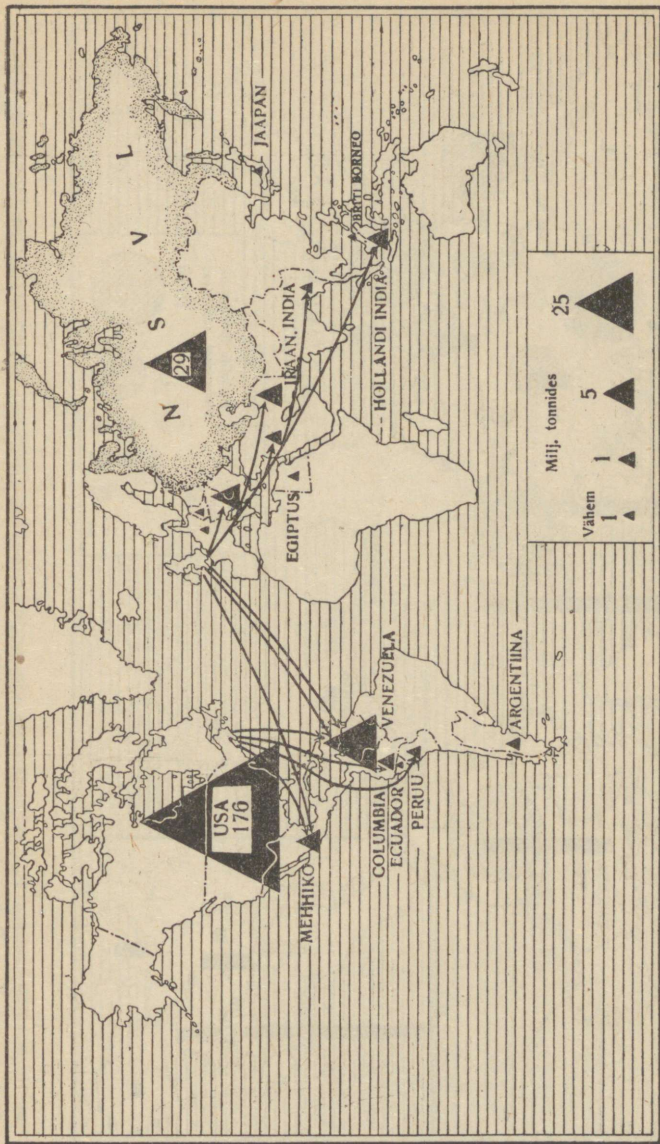 N S V L
29
JAAPAN
BRITI BORNEO
IRAAN
INDIA
HOLLANDI INDIA
EGIPTUS
USA
176
MEHHIKO
COLUMBIA
ECUADOR
PERUU
VENEZUELA
ARGENTIINA
Milj. tonnides
Vähem
1 1 5 25